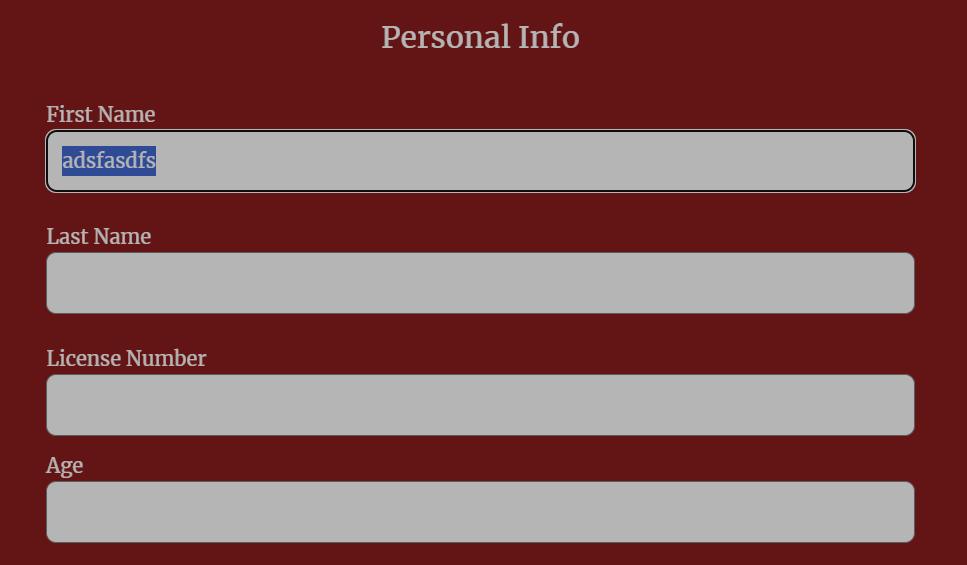 Personal Info
First Name
adsfasdfs
Last Name
License Number
Age